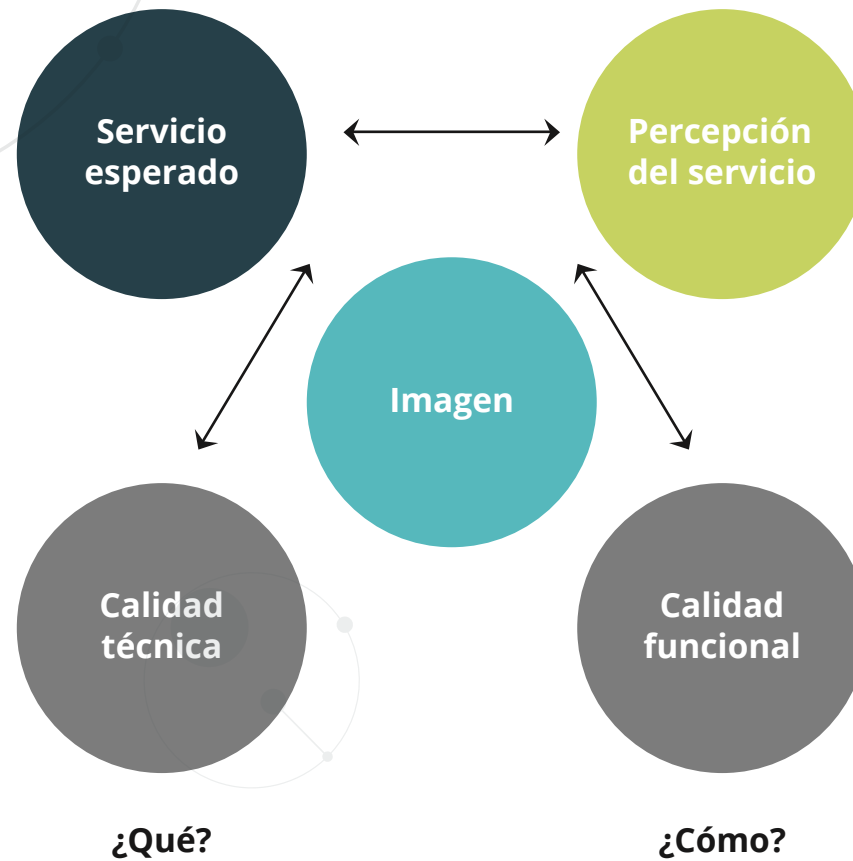 Servicio
esperado
Percepción
del servicio
Imagen
Calidad
técnica
Calidad
funcional
¿Qué?
¿Cómo?